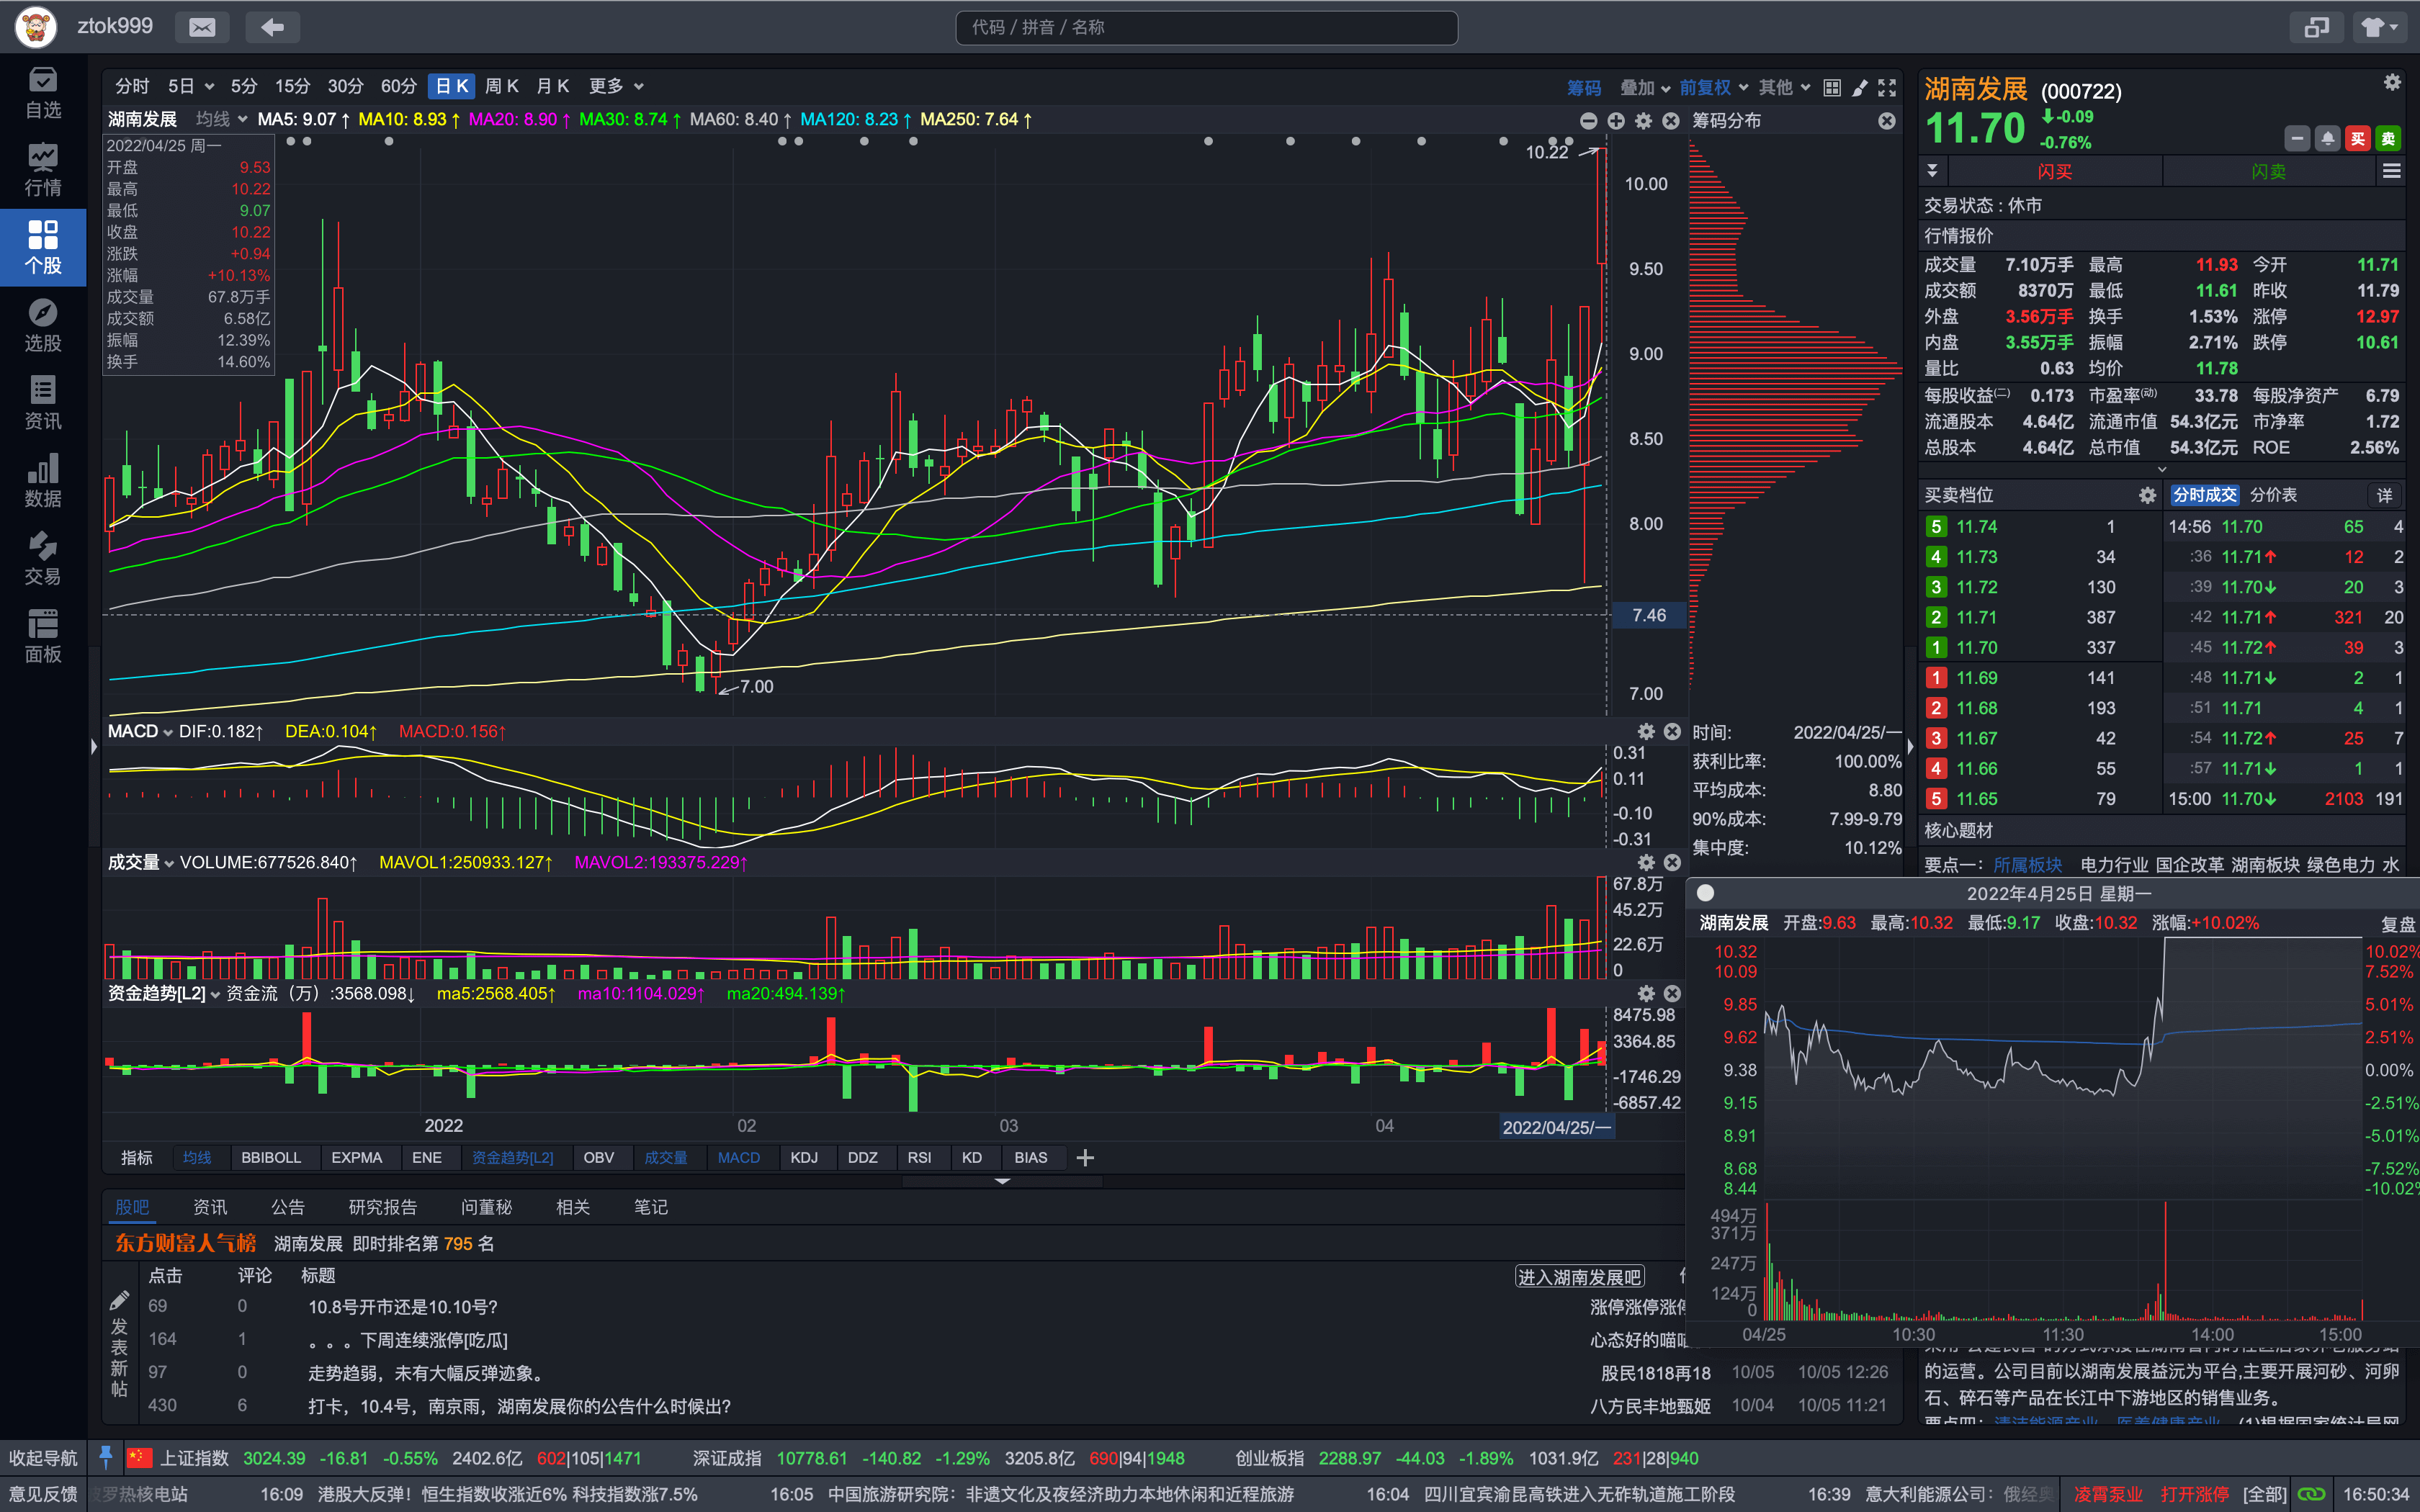 ztok999
代码 / 拼音 / 名称
自选
行情
个股
选股
资讯
数据
交易
面板
分时 5日 5分 15分 30分 60分 日K 周K 月K 更多
筹码 叠加 前复权 其他
湖南发展 均线 MA5: 9.07↑ MA10: 8.93↑ MA20: 8.90↑ MA30: 8.74↑ MA60: 8.40↑ MA120: 8.23↑ MA250: 7.64↑
筹码分布
2022/04/25 周一
开盘 9.53
最高 10.22
最低 9.07
收盘 10.22
涨跌 +0.94
涨幅 +10.13%
成交量 67.8万手
成交额 6.58亿
振幅 12.39%
换手 14.60%
10.22
7.00
10.00
9.50
9.00
8.50
8.00
7.46
7.00
MACD DIF:0.182↑ DEA:0.104↑ MACD:0.156↑
0.31
0.11
-0.10
-0.31
成交量 VOLUME:677526.840↑ MAVOL1:250933.127↑ MAVOL2:193375.229↑
67.8万
45.2万
22.6万
0
资金趋势[L2] 资金流（万）:3568.098↓ ma5:2568.405↑ ma10:1104.029↑ ma20:494.139↑
8475.98
3364.85
-1746.29
-6857.42
2022 02 03 04 2022/04/25/一
指标 均线 BBIBOLL EXPMA ENE 资金趋势[L2] OBV 成交量 MACD KDJ DDZ RSI KD BIAS
时间: 2022/04/25/一
获利比率: 100.00%
平均成本: 8.80
90%成本: 7.99-9.79
集中度: 10.12%
股吧 资讯 公告 研究报告 问董秘 相关 笔记
东方财富人气榜 湖南发展 即时排名第 795 名
点击 评论 标题 进入湖南发展吧
发表新帖
69 0 10.8号开市还是10.10号? 涨停涨停涨停
164 1 。。。下周连续涨停[吃瓜] 心态好的喵
97 0 走势趋弱，未有大幅反弹迹象。 股民1818再18 10/05 10/05 12:26
430 6 打卡，10.4号，南京雨，湖南发展你的公告什么时候出? 八方民丰地甄姬 10/04 10/05 11:21
湖南发展 (000722)
11.70 -0.09
-0.76%
买 卖
闪买 闪卖
交易状态 : 休市
行情报价
成交量 7.10万手 最高 11.93 今开 11.71
成交额 8370万 最低 11.61 昨收 11.79
外盘 3.56万手 换手 1.53% 涨停 12.97
内盘 3.55万手 振幅 2.71% 跌停 10.61
量比 0.63 均价 11.78
每股收益(二) 0.173 市盈率(动) 33.78 每股净资产 6.79
流通股本 4.64亿 流通市值 54.3亿元 市净率 1.72
总股本 4.64亿 总市值 54.3亿元 ROE 2.56%
买卖档位 分时成交 分价表 详
5 11.74 1 14:56 11.70 65 4
4 11.73 34 :36 11.71↑ 12 2
3 11.72 130 :39 11.70↓ 20 3
2 11.71 387 :42 11.71↑ 321 20
1 11.70 337 :45 11.72↑ 39 3
1 11.69 141 :48 11.71↓ 2 1
2 11.68 193 :51 11.71 4 1
3 11.67 42 :54 11.72↑ 25 7
4 11.66 55 :57 11.71↓ 1 1
5 11.65 79 15:00 11.70↓ 2103 191
核心题材
要点一： 所属板块 电力行业 国企改革 湖南板块 绿色电力 水
2022年4月25日 星期一
湖南发展 开盘:9.63 最高:10.32 最低:9.17 收盘:10.32 涨幅:+10.02% 复盘
10.32 10.02%
10.09 7.52%
9.85 5.01%
9.62 2.51%
9.38 0.00%
9.15 -2.51%
8.91 -5.01%
8.68 -7.52%
8.44 -10.02%
494万
371万
247万
124万
0
04/25 10:30 11:30 14:00 15:00
的运营。公司目前以湖南发展益沅为平台,主要开展河砂、河卵
石、碎石等产品在长江中下游地区的销售业务。
收起导航 上证指数 3024.39 -16.81 -0.55% 2402.6亿 602|105|1471 深证成指 10778.61 -140.82 -1.29% 3205.8亿 690|94|1948 创业板指 2288.97 -44.03 -1.89% 1031.9亿 231|28|940
意见反馈 罗热核电站 16:09 港股大反弹！恒生指数收涨近6% 科技指数涨7.5% 16:05 中国旅游研究院：非遗文化及夜经济助力本地休闲和近程旅游 16:04 四川宜宾渝昆高铁进入无砟轨道施工阶段 16:39 意大利能源公司：俄经奥 凌霄泵业 打开涨停 [全部] 16:50:34